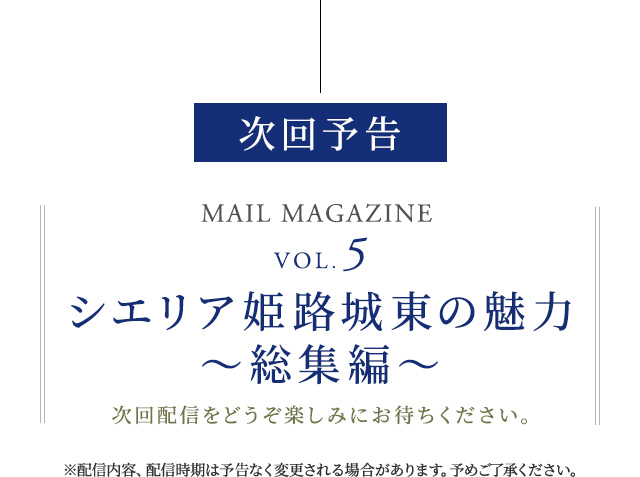 次回予告
MAIL MAGAZINE
VOL.5
シエリア姫路城東の魅力
〜総集編〜
次回配信をどうぞ楽しみにお待ちください。
※配信内容、配信時期は予告なく変更される場合があります。予めご了承ください。